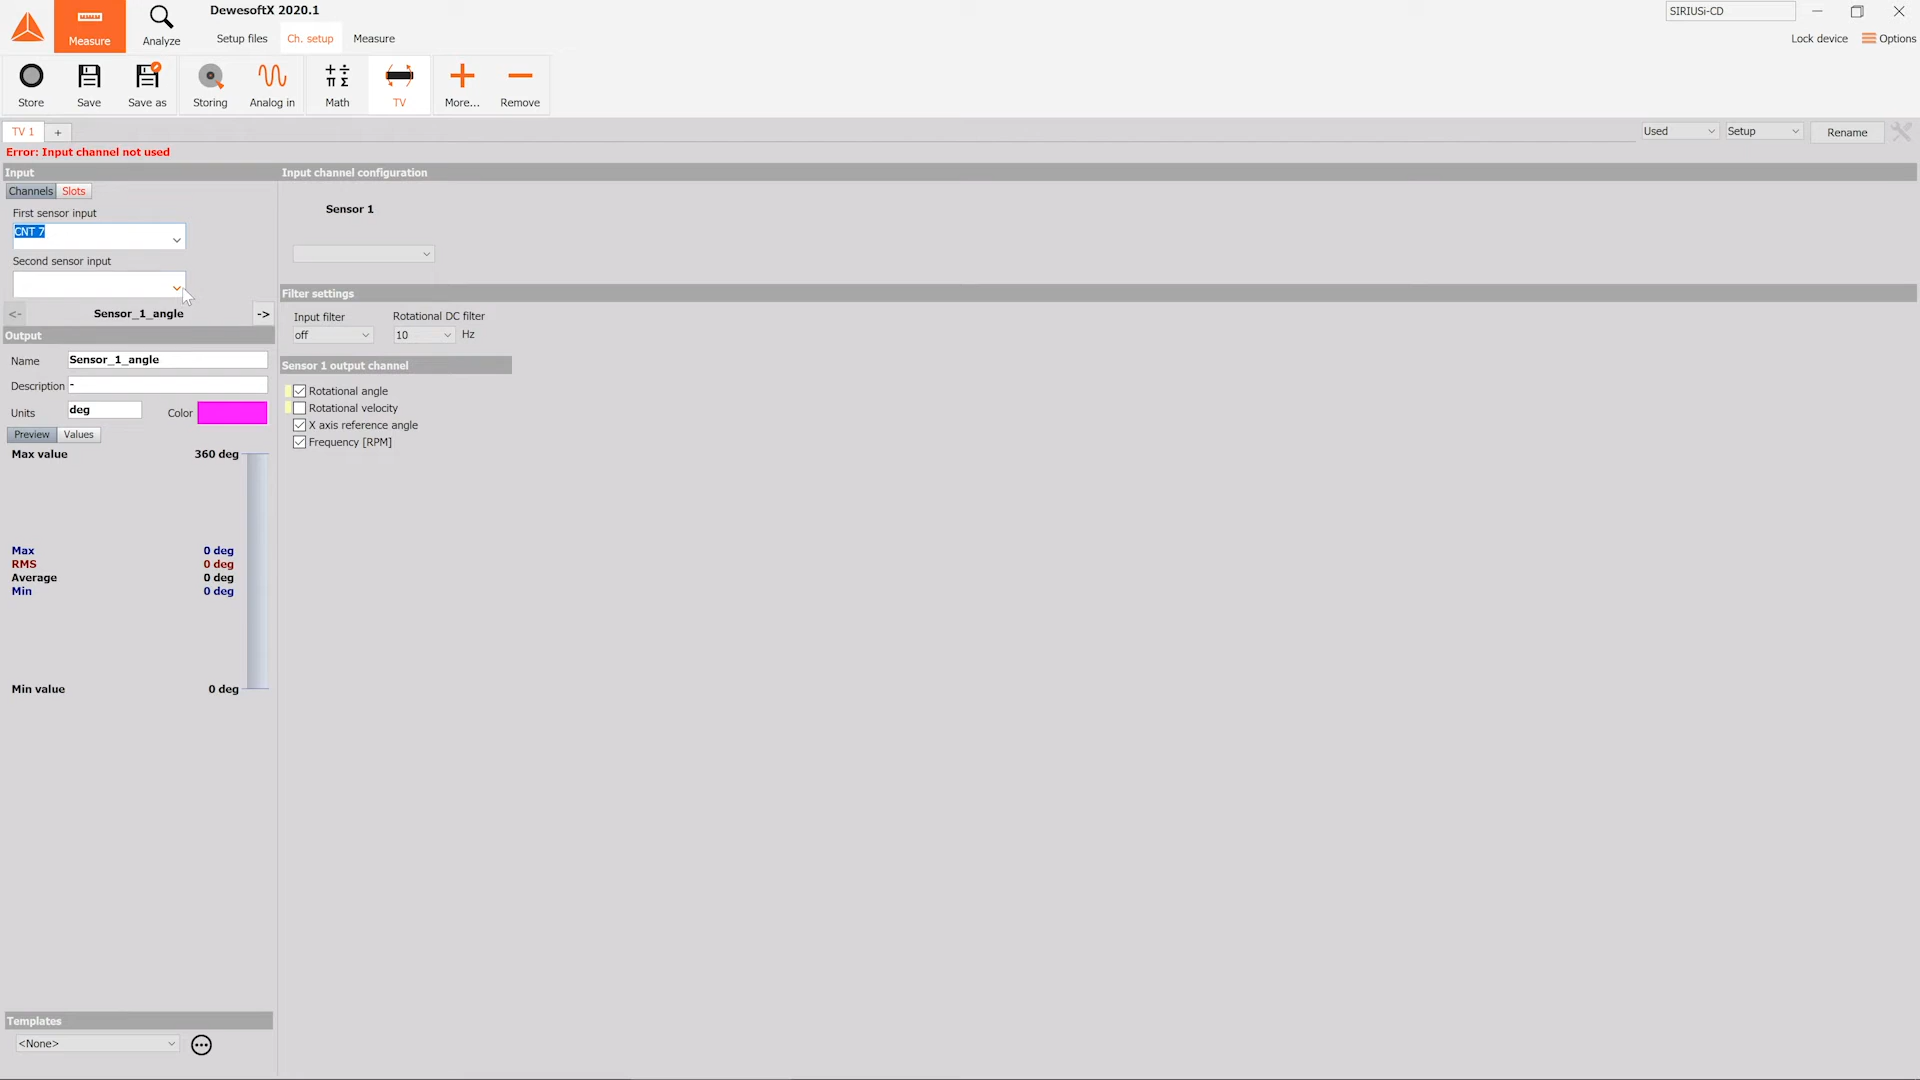 DewesoftX 2020.1
SIRIUSi-CD
Measure
Analyze
Setup files
Ch. setup
Measure
Lock device
Options
Store
Save
Save as
Storing
Analog in
Math
TV
More...
Remove
TV 1
+
Used
Setup
Rename
Error: Input channel not used
Input
Input channel configuration
Channels
Slots
First sensor input
Sensor 1
CNT 7
Second sensor input
<-
Sensor_1_angle
->
Filter settings
Input filter
Rotational DC filter
off
10
Hz
Output
Name
Sensor_1_angle
Description
-
Units
deg
Color
Sensor 1 output channel
Rotational angle
Rotational velocity
X axis reference angle
Frequency [RPM]
Preview
Values
Max value
360 deg
Max
0 deg
RMS
0 deg
Average
0 deg
Min
0 deg
Min value
0 deg
Templates
<None>